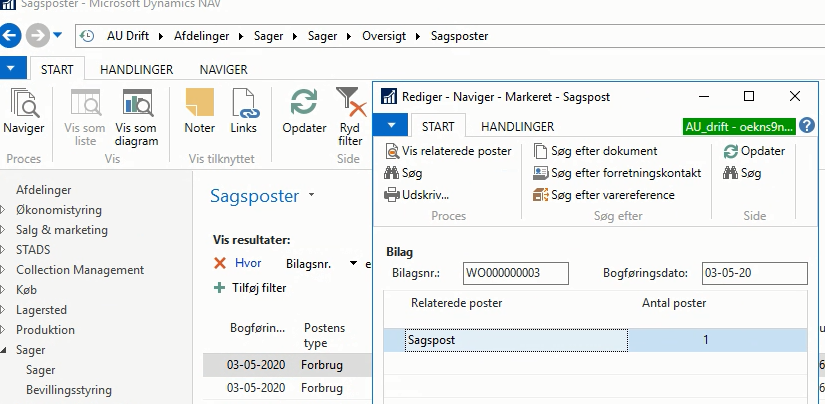 Sagsposter - Microsoft Dynamics NAV
AU Drift Afdelinger Sager Sager Oversigt Sagsposter
START HANDLINGER NAVIGER
Naviger
Vis som liste
Vis som diagram
Noter
Links
Opdater
Ryd filter
Proces Vis Vis tilknyttet Side
Afdelinger
Økonomistyring
Salg & marketing
STADS
Collection Management
Køb
Lagersted
Produktion
Sager
Sager
Bevillingsstyring
Sagsposter
Vis resultater:
Hvor Bilagsnr. e
Tilføj filter
Bogførin... Postens type
03-05-2020 Forbrug
03-05-2020 Forbrug
Rediger - Naviger - Markeret - Sagspost
START HANDLINGER AU_drift - oekns9n...
Vis relaterede poster
Søg
Udskriv...
Proces
Søg efter dokument
Søg efter forretningskontakt
Søg efter varereference
Søg efter
Opdater
Søg
Side
Bilag
Bilagsnr.: WO000000003 Bogføringsdato: 03-05-20
Relaterede poster Antal poster
Sagspost 1